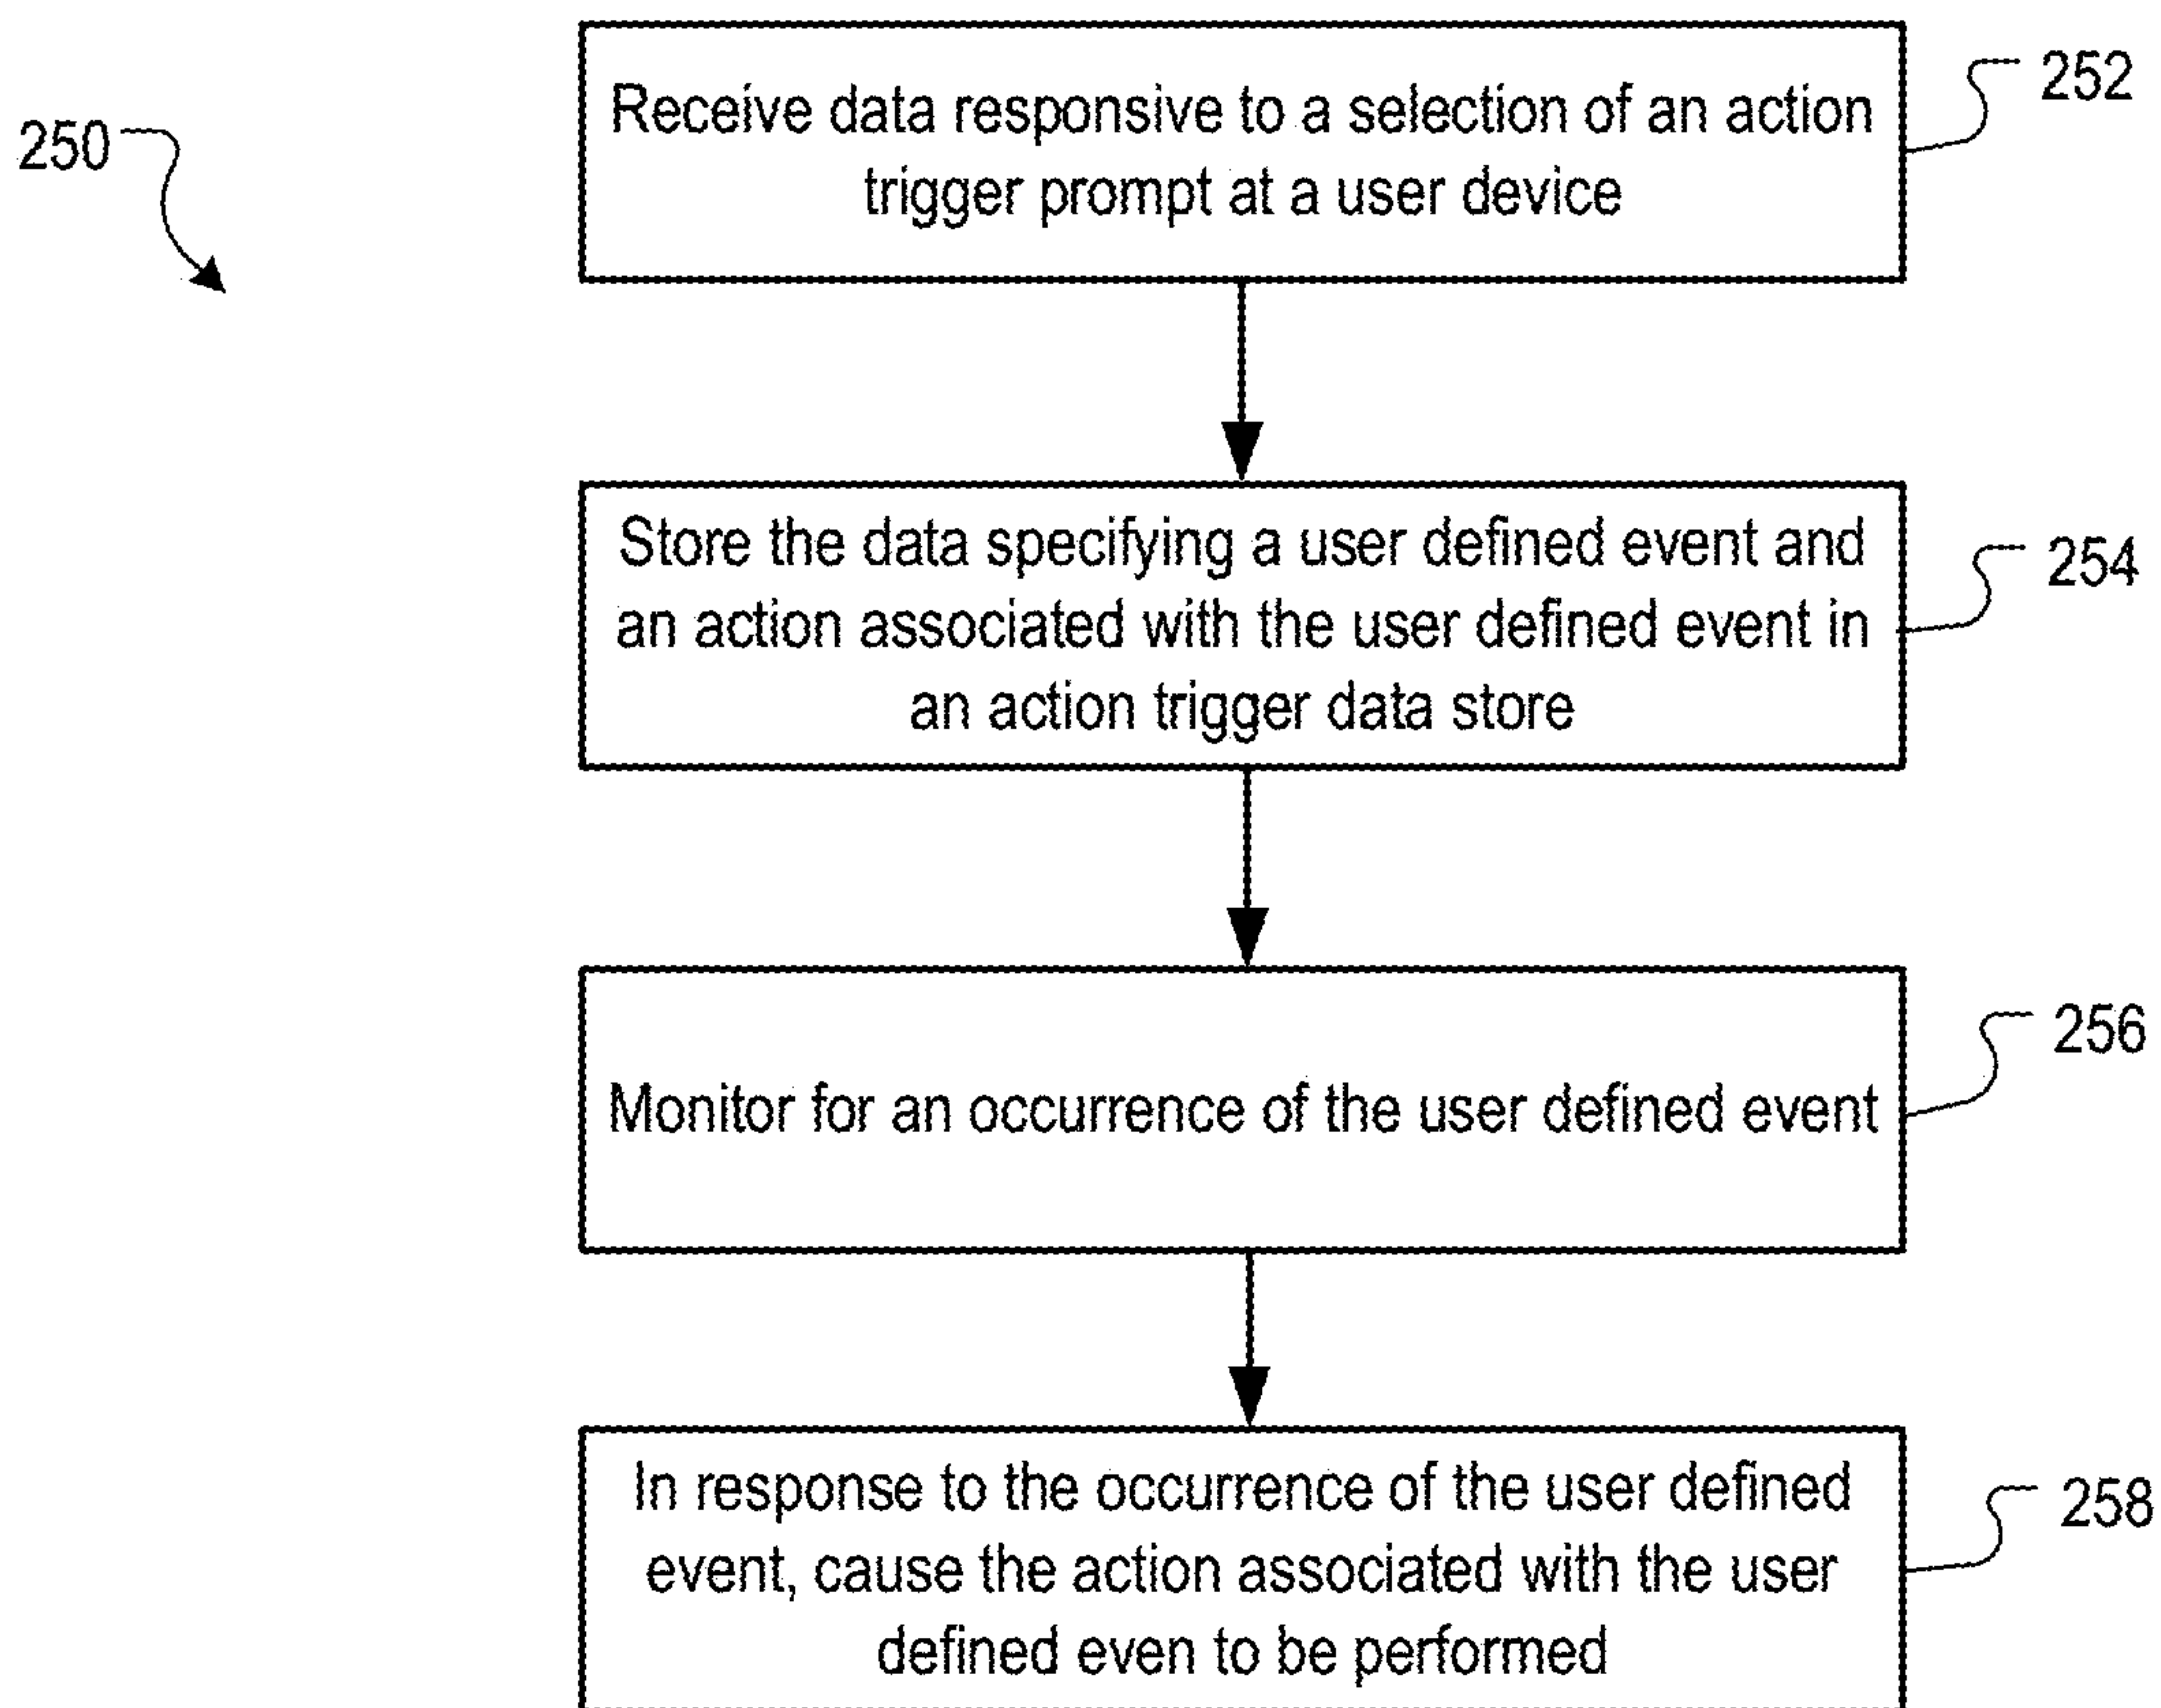 250
Receive data responsive to a selection of an action
trigger prompt at a user device
252
Store the data specifying a user defined event and
an action associated with the user defined event in
an action trigger data store
254
Monitor for an occurrence of the user defined event
256
In response to the occurrence of the user defined
event, cause the action associated with the user
defined even to be performed
258